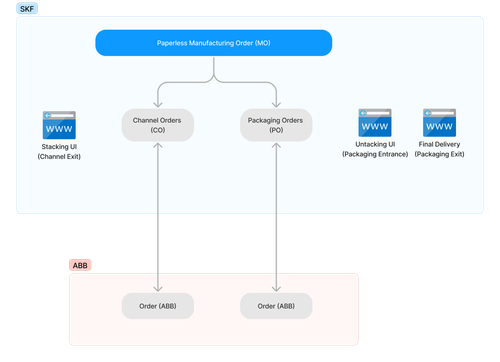 SKF
Paperless Manufacturing Order (MO)
Channel Orders
(CO)
Packaging Orders
(PO)
WWW
Stacking UI
(Channel Exit)
WWW
Untacking UI
(Packaging Entrance)
WWW
Final Delivery
(Packaging Exit)
ABB
Order (ABB)
Order (ABB)